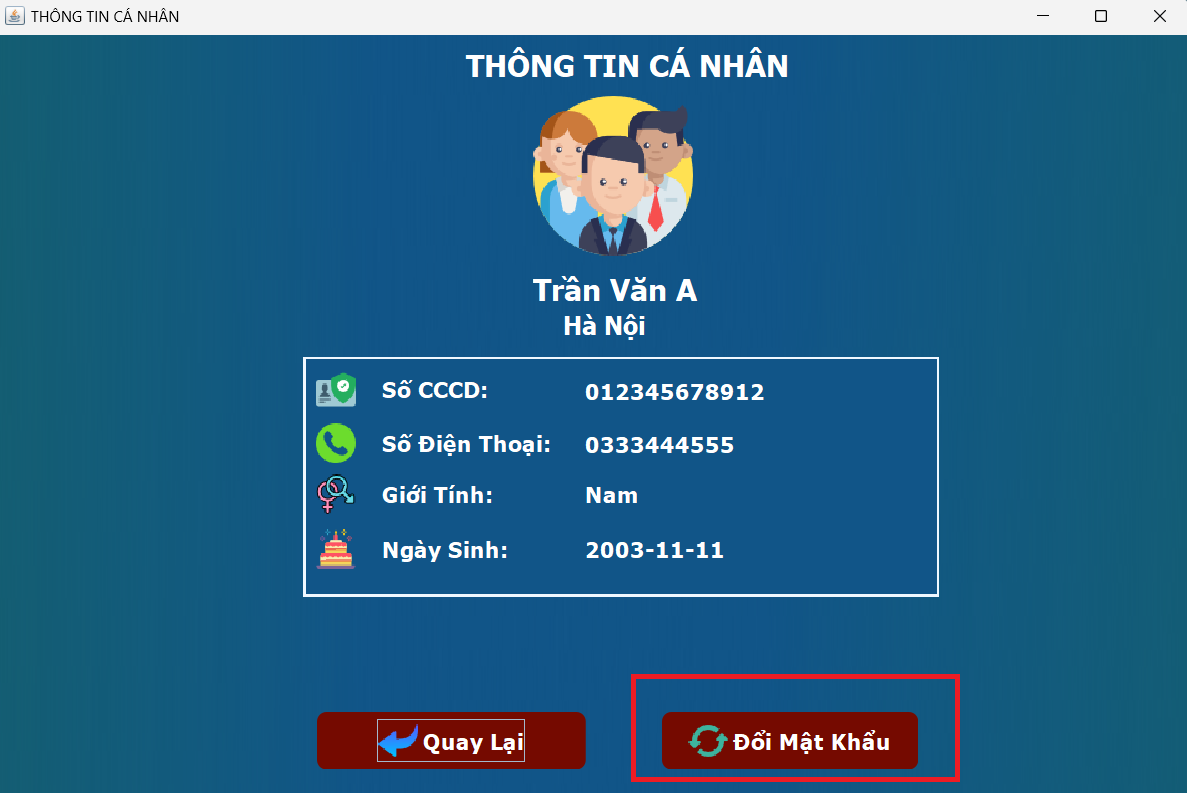 THÔNG TIN CÁ NHÂN
THÔNG TIN CÁ NHÂN
Trần Văn A
Hà Nội
Số CCCD: 012345678912
Số Điện Thoại: 0333444555
Giới Tính: Nam
Ngày Sinh: 2003-11-11
Quay Lại Đổi Mật Khẩu